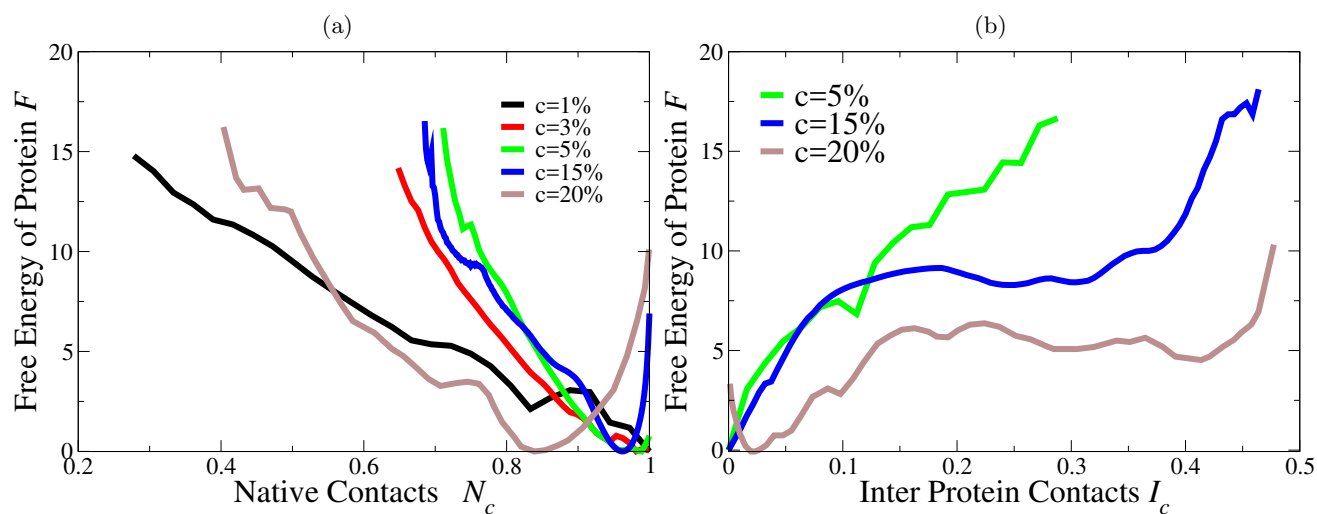 (a)
20
15
10
5
0
0.2
0.4
0.6
0.8
1
Free Energy of Protein F
Native Contacts N_c
c=1%
c=3%
c=5%
c=15%
c=20%
(b)
20
15
10
5
0
0
0.1
0.2
0.3
0.4
0.5
Free Energy of Protein F
Inter Protein Contacts I_c
c=5%
c=15%
c=20%